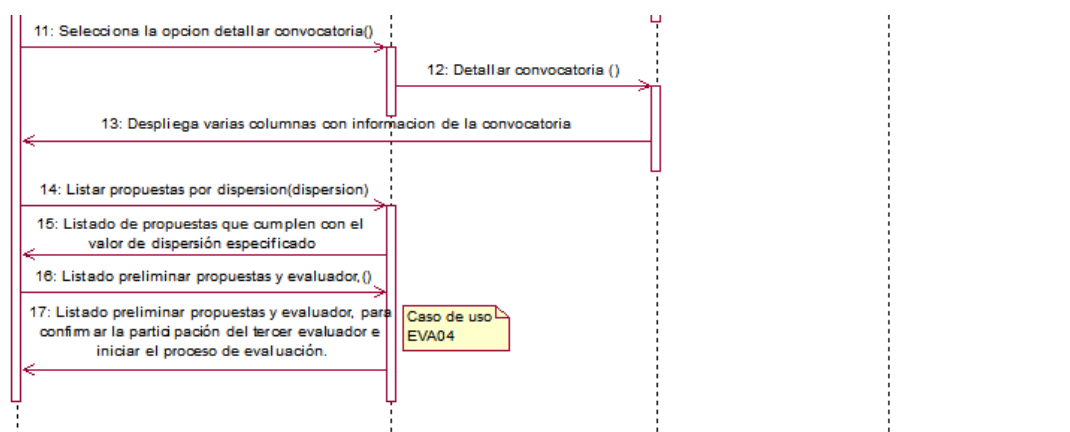 11: Selecciona la opcion detallar convocatoria()
12: Detallar convocatoria ()
13: Despliega varias columnas con informacion de la convocatoria
14: Listar propuestas por dispersion(dispersion)
15: Listado de propuestas que cumplen con el
valor de dispersión especificado
16: Listado preliminar propuestas y evaluador,()
17: Listado preliminar propuestas y evaluador, para
confirmar la participación del tercer evaluador e
iniciar el proceso de evaluación.
Caso de uso
EVA04